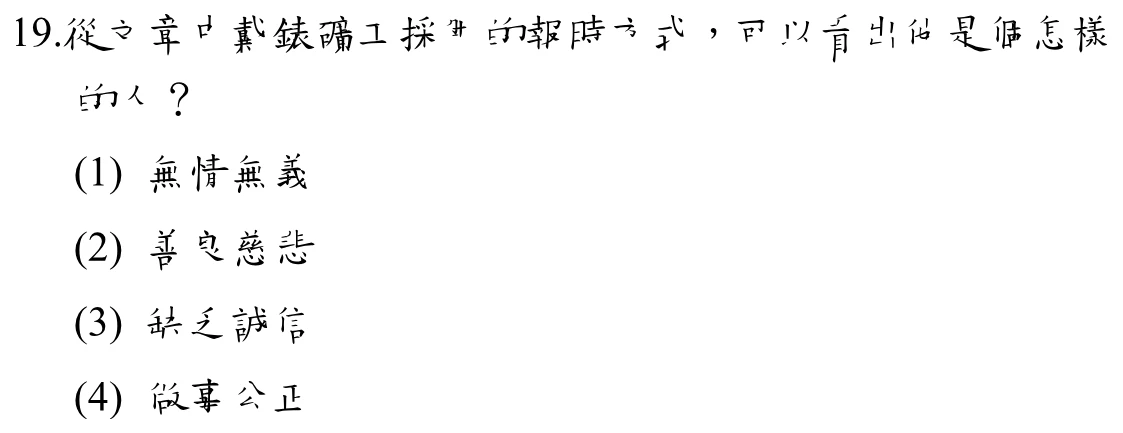 19.從文章中戴錶礦工採用的報時方式，可以看出他是個怎樣
的人？
(1) 無情無義
(2) 善良慈悲
(3) 缺乏誠信
(4) 做事公正